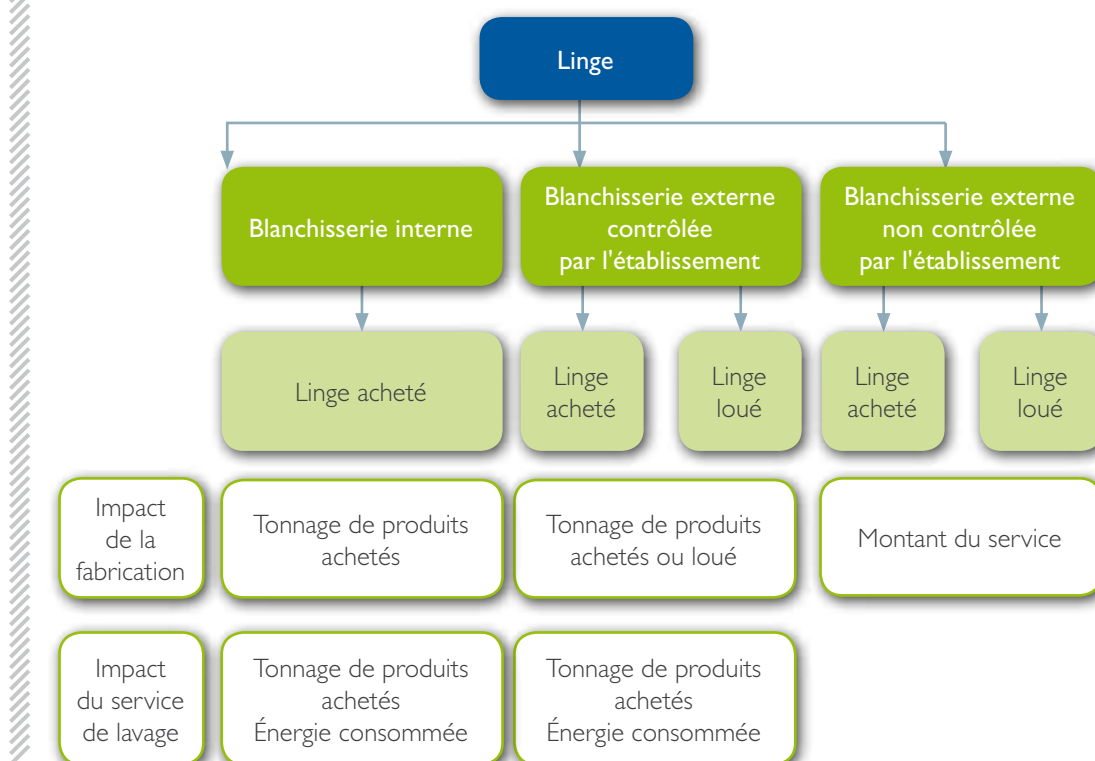 Linge
Blanchisserie interne
Blanchisserie externe
contrôlée
par l'établissement
Blanchisserie externe
non contrôlée
par l'établissement
Linge acheté
Linge
acheté
Linge
loué
Linge
acheté
Linge
loué
Impact
de la
fabrication
Tonnage de produits
achetés
Tonnage de produits
achetés ou loué
Montant du service
Impact
du service
de lavage
Tonnage de produits
achetés
Énergie consommée
Tonnage de produits
achetés
Énergie consommée